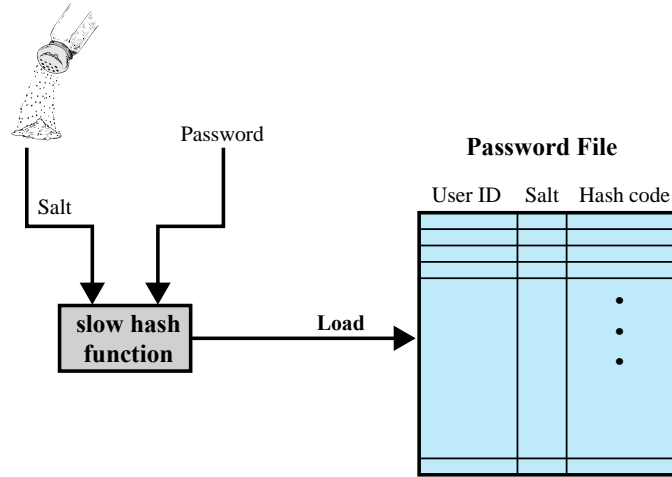 Password
Salt
slow hash
function
Load
Password File
User ID Salt Hash code